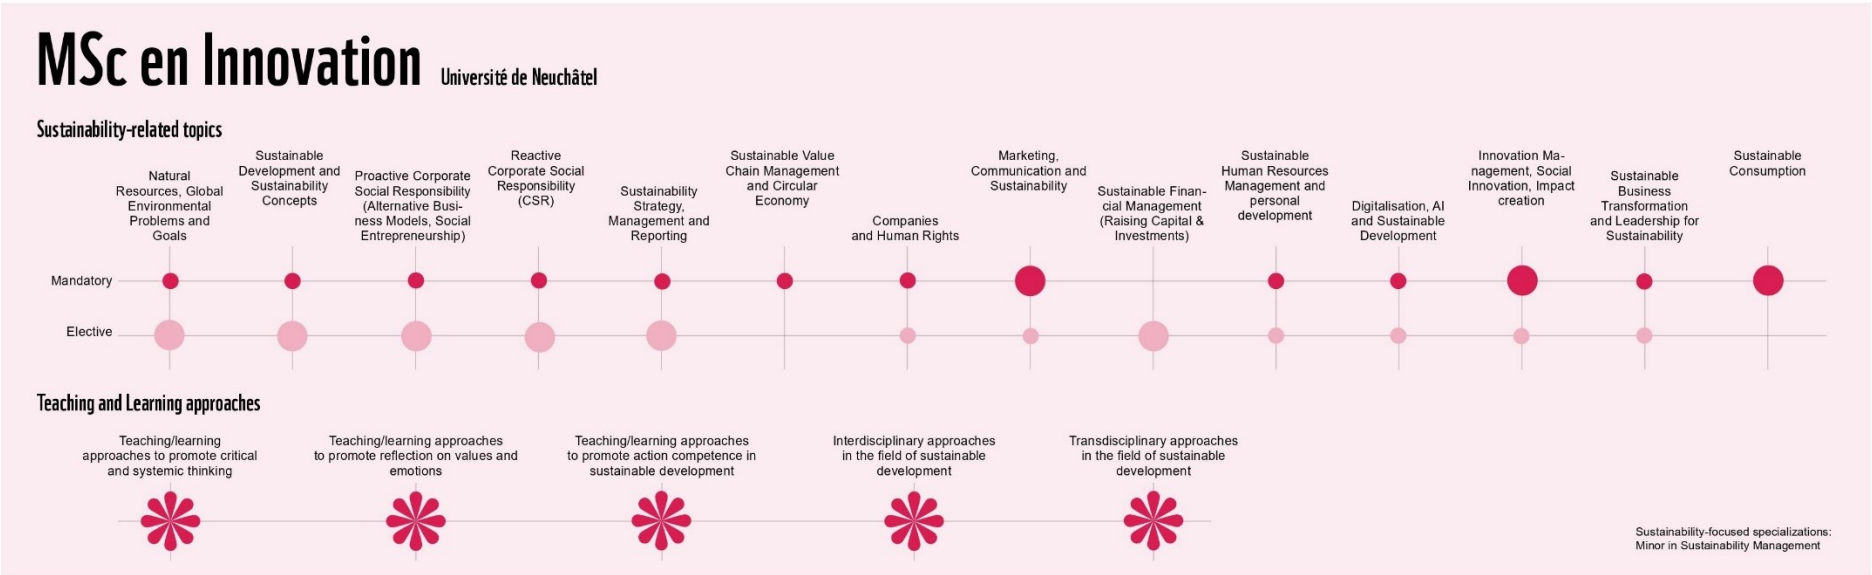 MSc en Innovation Université de Neuchâtel
Sustainability-related topics
Natural
Resources, Global
Environmental
Problems and
Goals
Sustainable
Development and
Sustainability
Concepts
Proactive Corporate
Social Responsibility
(Alternative Busi-
ness Models, Social
Entrepreneurship)
Reactive
Corporate Social
Responsibility
(CSR)
Sustainability
Strategy,
Management and
Reporting
Sustainable Value
Chain Management
and Circular
Economy
Companies
and Human Rights
Marketing,
Communication and
Sustainability
Sustainable Finan-
cial Management
(Raising Capital &
Investments)
Sustainable
Human Resources
Management and
personal
development
Digitalisation, AI
and Sustainable
Development
Innovation Ma-
nagement, Social
Innovation, Impact
creation
Sustainable
Business
Transformation
and Leadership for
Sustainability
Sustainable
Consumption
Mandatory
Elective
Teaching and Learning approaches
Teaching/learning
approaches to promote critical
and systemic thinking
Teaching/learning approaches
to promote reflection on values and
emotions
Teaching/learning approaches
to promote action competence in
sustainable development
Interdisciplinary approaches
in the field of sustainable
development
Transdisciplinary approaches
in the field of sustainable
development
Sustainability-focused specializations:
Minor in Sustainability Management